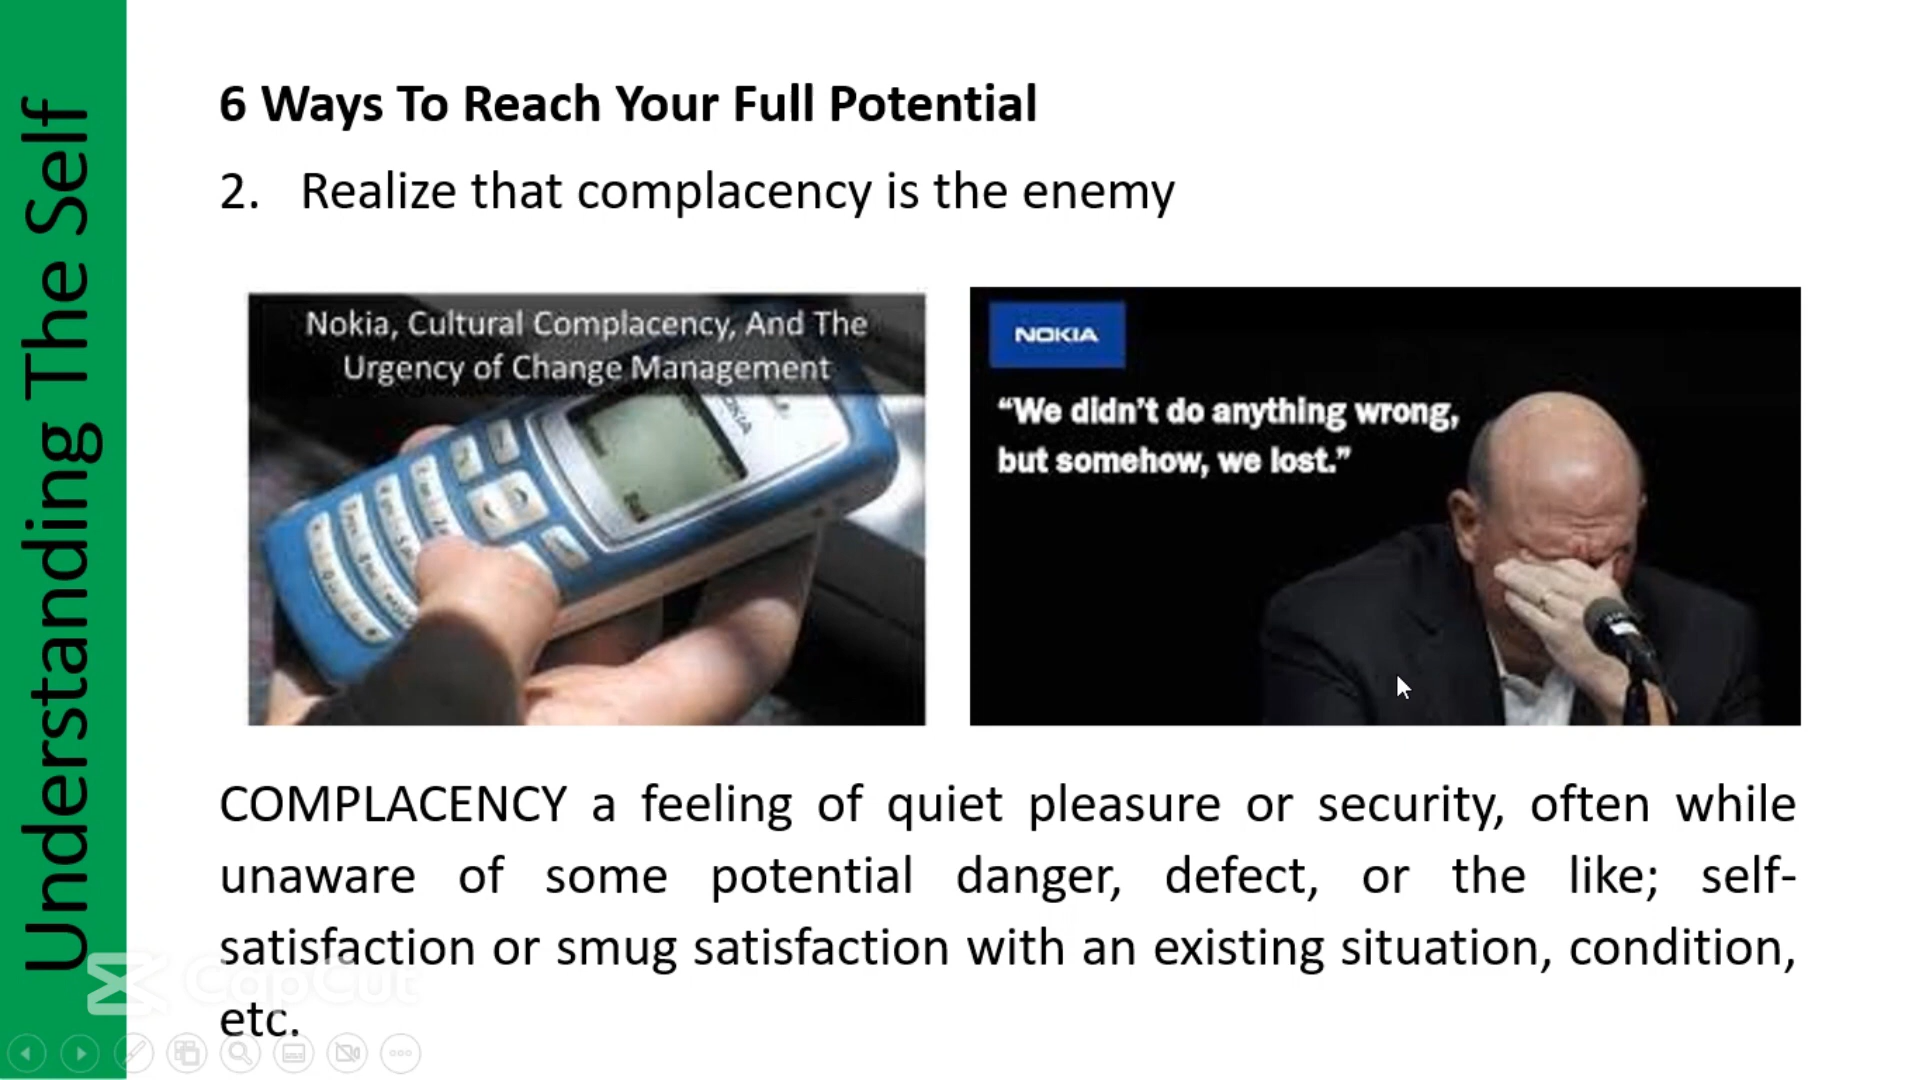 Understanding The Self
6 Ways To Reach Your Full Potential
2. Realize that complacency is the enemy
Nokia, Cultural Complacency, And The
Urgency of Change Management
NOKIA
NOKIA
“We didn’t do anything wrong,
but somehow, we lost.”
COMPLACENCY a feeling of quiet pleasure or security, often while
unaware of some potential danger, defect, or the like; self-
satisfaction or smug satisfaction with an existing situation, condition,
etc.
CapCut